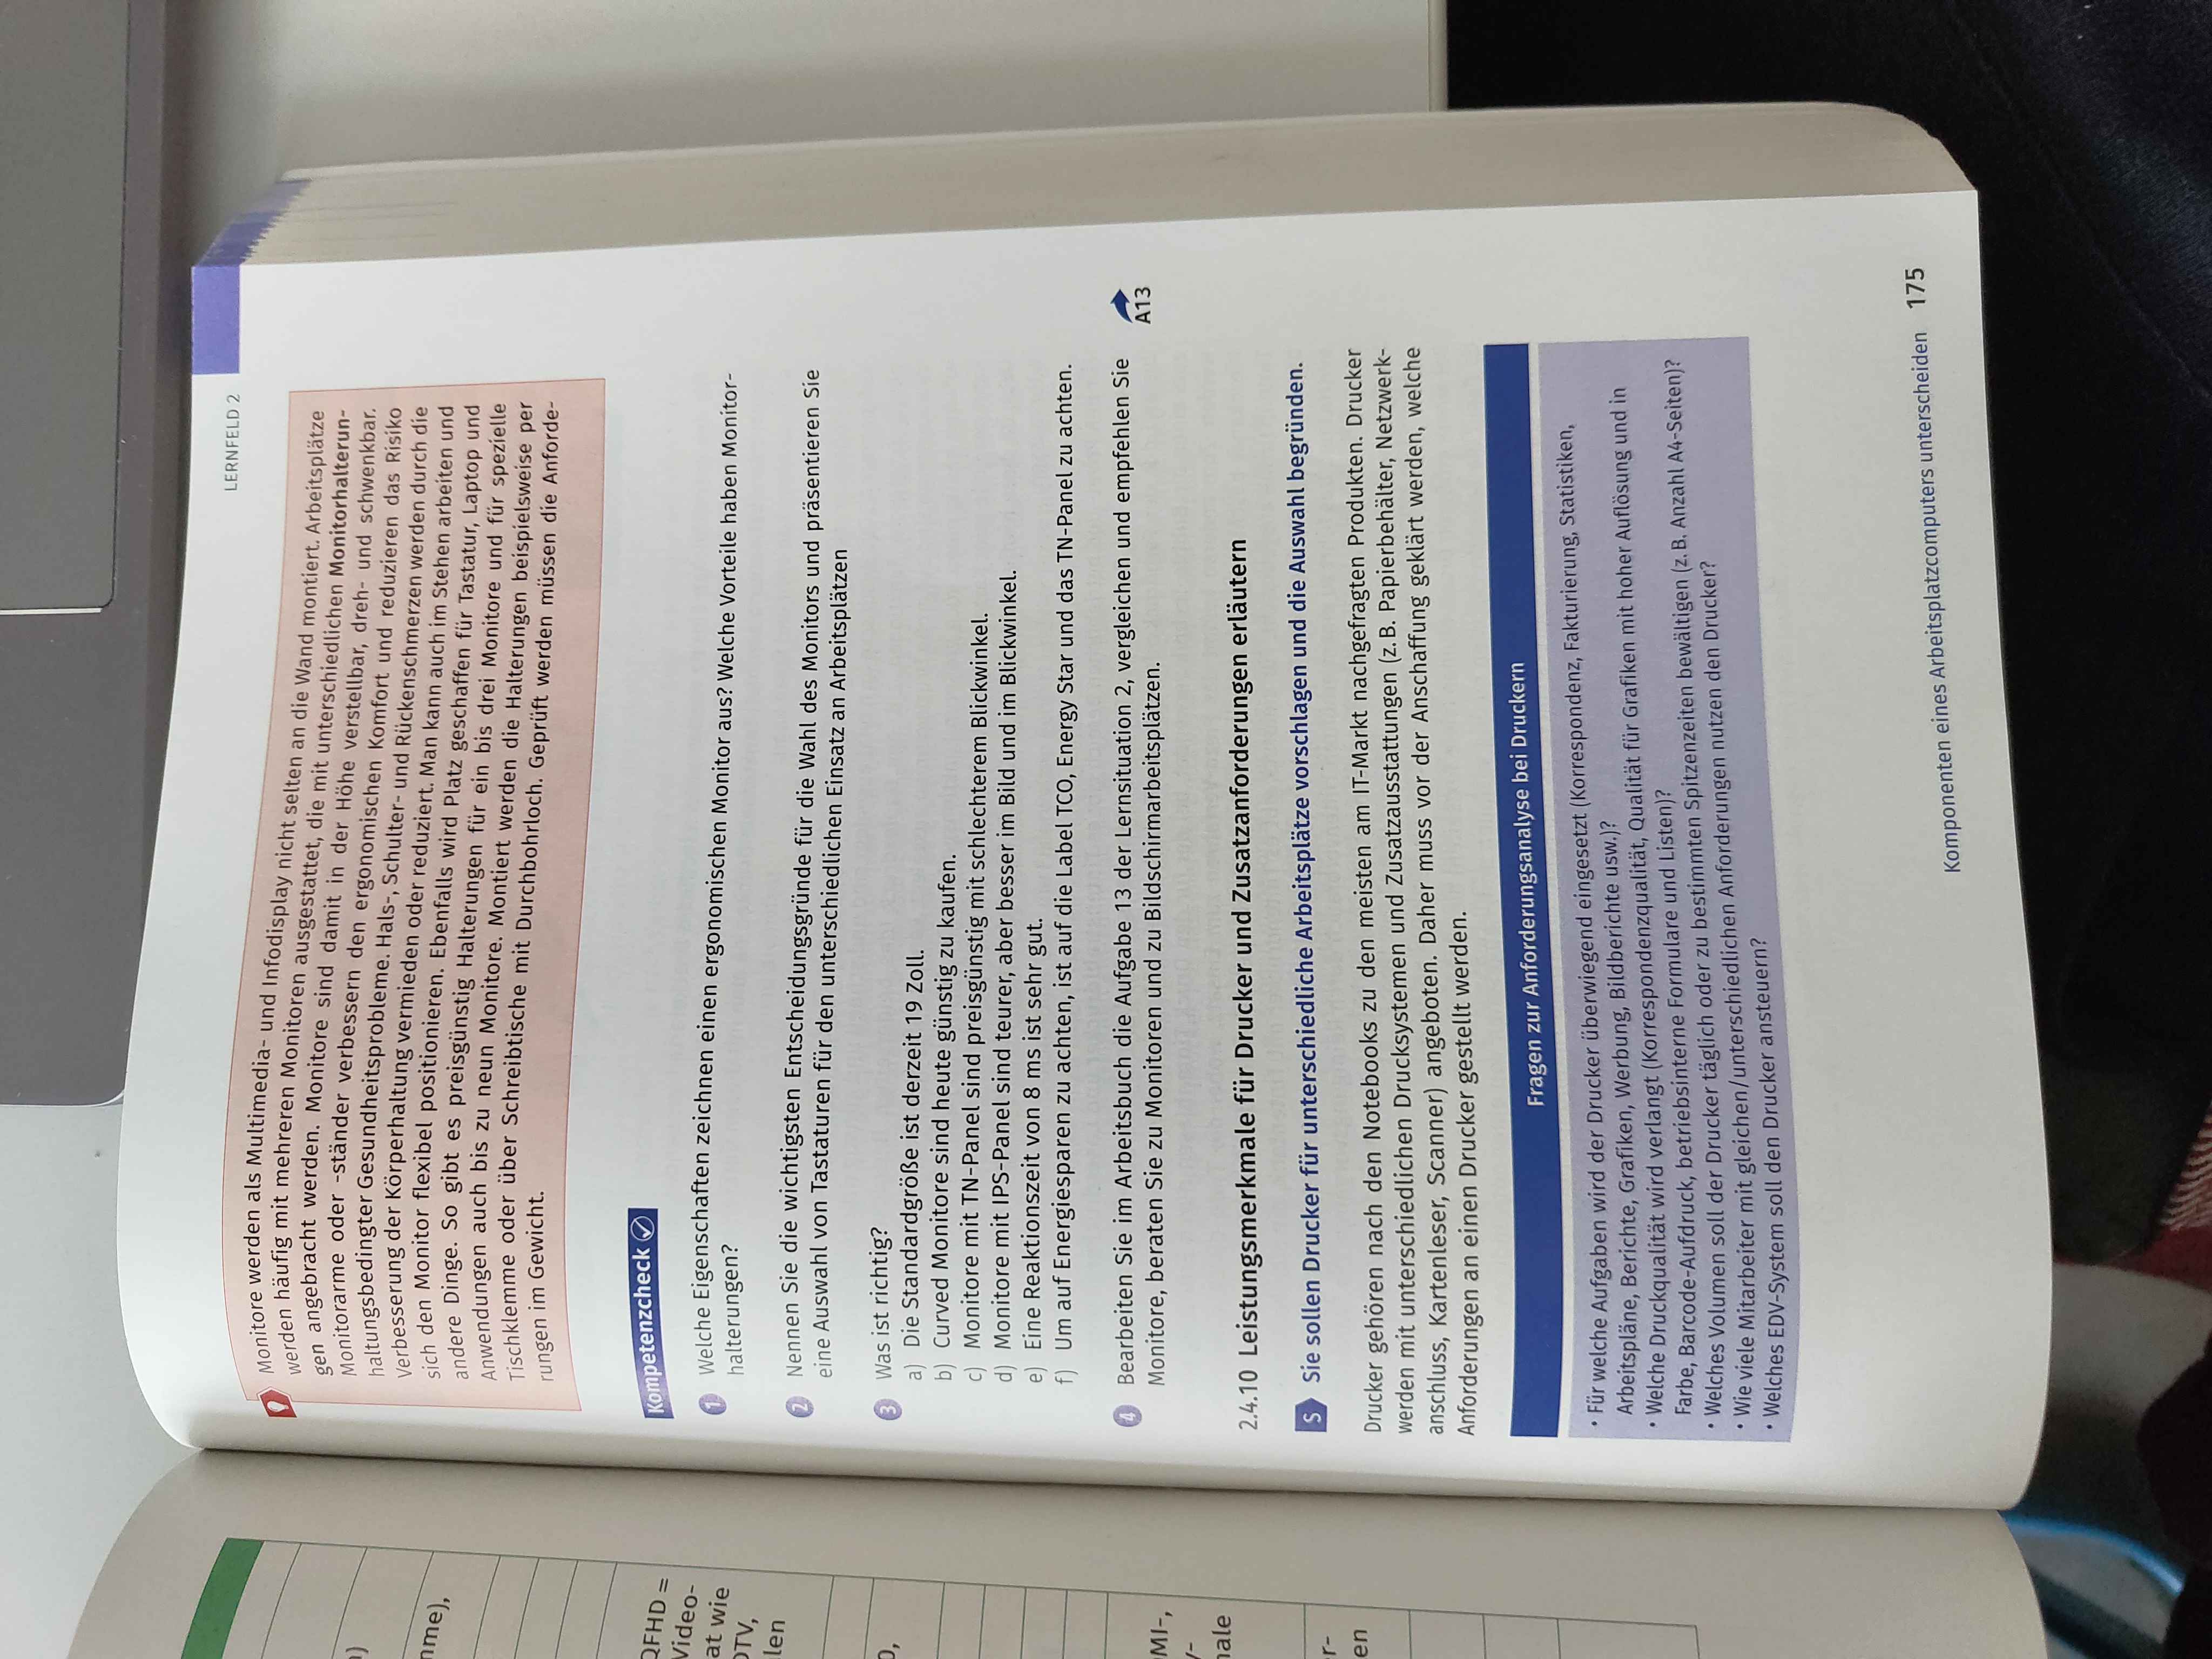 mme),
QFHD =
Video-
at wie
DTV,
len
0,
MI-,
nale
en
LERNFELD 2
Monitore werden als Multimedia- und Infodisplay nicht selten an die Wand montiert. Arbeitsplätze
werden häufig mit mehreren Monitoren ausgestattet, die mit unterschiedlichen Monitorhalterun-
gen angebracht werden. Monitore sind damit in der Höhe verstellbar, dreh- und schwenkbar.
Monitorarme oder -ständer verbessern den ergonomischen Komfort und reduzieren das Risiko
haltungsbedingter Gesundheitsprobleme. Hals-, Schulter- und Rückenschmerzen werden durch die
Verbesserung der Körperhaltung vermieden oder reduziert. Man kann auch im Stehen arbeiten und
sich den Monitor flexibel positionieren. Ebenfalls wird Platz geschaffen für Tastatur, Laptop und
andere Dinge. So gibt es preisgünstig Halterungen für ein bis drei Monitore und für spezielle
Anwendungen auch bis zu neun Monitore. Montiert werden die Halterungen beispielsweise per
Tischklemme oder über Schreibtische mit Durchbohrloch. Geprüft werden müssen die Anforde-
rungen im Gewicht.
Kompetenzcheck
1 Welche Eigenschaften zeichnen einen ergonomischen Monitor aus? Welche Vorteile haben Monitor-
halterungen?
2 Nennen Sie die wichtigsten Entscheidungsgründe für die Wahl des Monitors und präsentieren Sie
eine Auswahl von Tastaturen für den unterschiedlichen Einsatz an Arbeitsplätzen
3 Was ist richtig?
a) Die Standardgröße ist derzeit 19 Zoll.
b) Curved Monitore sind heute günstig zu kaufen.
c) Monitore mit TN-Panel sind preisgünstig mit schlechterem Blickwinkel.
d) Monitore mit IPS-Panel sind teurer, aber besser im Bild und im Blickwinkel.
e) Eine Reaktionszeit von 8 ms ist sehr gut.
f) Um auf Energiesparen zu achten, ist auf die Label TCO, Energy Star und das TN-Panel zu achten.
4 Bearbeiten Sie im Arbeitsbuch die Aufgabe 13 der Lernsituation 2, vergleichen und empfehlen Sie
Monitore, beraten Sie zu Monitoren und zu Bildschirmarbeitsplätzen.
A13
2.4.10 Leistungsmerkmale für Drucker und Zusatzanforderungen erläutern
S Sie sollen Drucker für unterschiedliche Arbeitsplätze vorschlagen und die Auswahl begründen.
Drucker gehören nach den Notebooks zu den meisten am IT-Markt nachgefragten Produkten. Drucker
werden mit unterschiedlichen Drucksystemen und Zusatzausstattungen (z. B. Papierbehälter, Netzwerk-
anschluss, Kartenleser, Scanner) angeboten. Daher muss vor der Anschaffung geklärt werden, welche
Anforderungen an einen Drucker gestellt werden.
Fragen zur Anforderungsanalyse bei Druckern
• Für welche Aufgaben wird der Drucker überwiegend eingesetzt (Korrespondenz, Fakturierung, Statistiken,
Arbeitspläne, Berichte, Grafiken, Werbung, Bildberichte usw.)?
• Welche Druckqualität wird verlangt (Korrespondenzqualität, Qualität für Grafiken mit hoher Auflösung und in
Farbe, Barcode-Aufdruck, betriebsinterne Formulare und Listen)?
• Welches Volumen soll der Drucker täglich oder zu bestimmten Spitzenzeiten bewältigen (z. B. Anzahl A4-Seiten)?
• Wie viele Mitarbeiter mit gleichen/unterschiedlichen Anforderungen nutzen den Drucker?
• Welches EDV-System soll den Drucker ansteuern?
Komponenten eines Arbeitsplatzcomputers unterscheiden 175